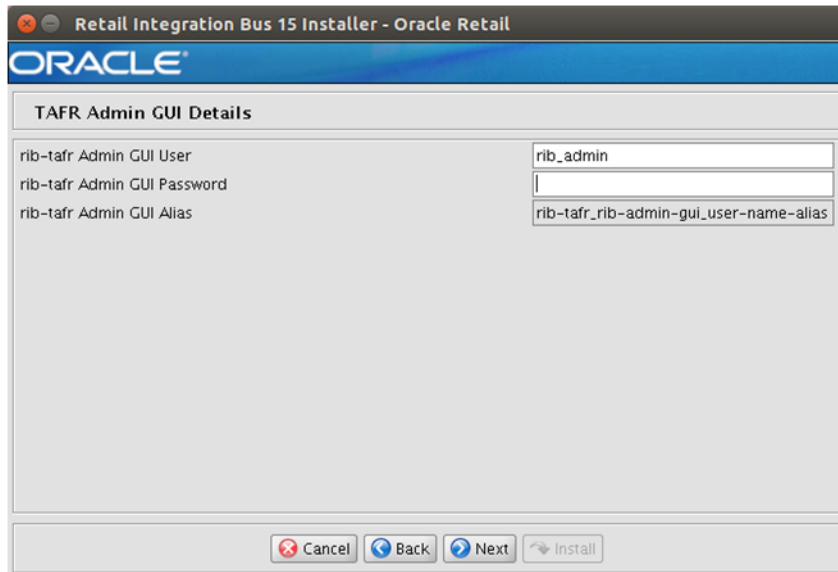 Retail Integration Bus 15 Installer - Oracle Retail
ORACLE®
TAFR Admin GUI Details
rib-tafr Admin GUI User rib_admin
rib-tafr Admin GUI Password
rib-tafr Admin GUI Alias rib-tafr_rib-admin-gui_user-name-alias
Cancel Back Next Install